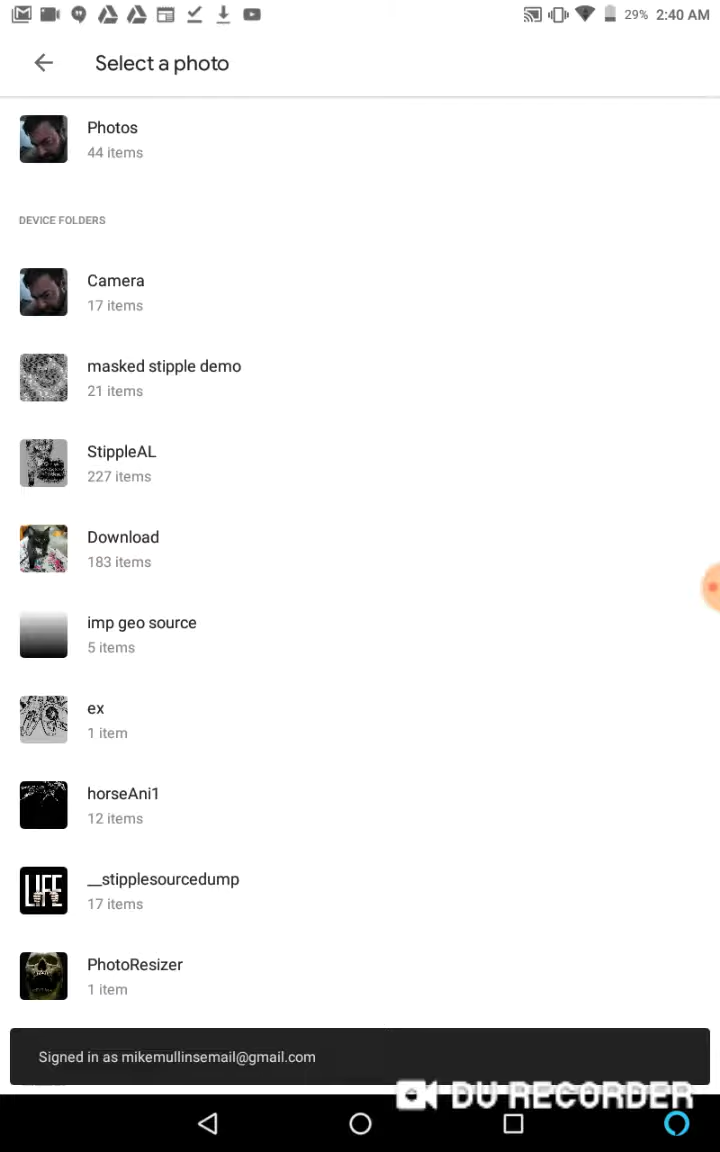 29% 2:40 AM
Select a photo
Photos
44 items
DEVICE FOLDERS
Camera
17 items
masked stipple demo
21 items
StippleAL
227 items
Download
183 items
imp geo source
5 items
ex
1 item
horseAni1
12 items
LIFE
__stipplesourcedump
17 items
PhotoResizer
1 item
Signed in as mikemullinsemail@gmail.com
DU RECORDER